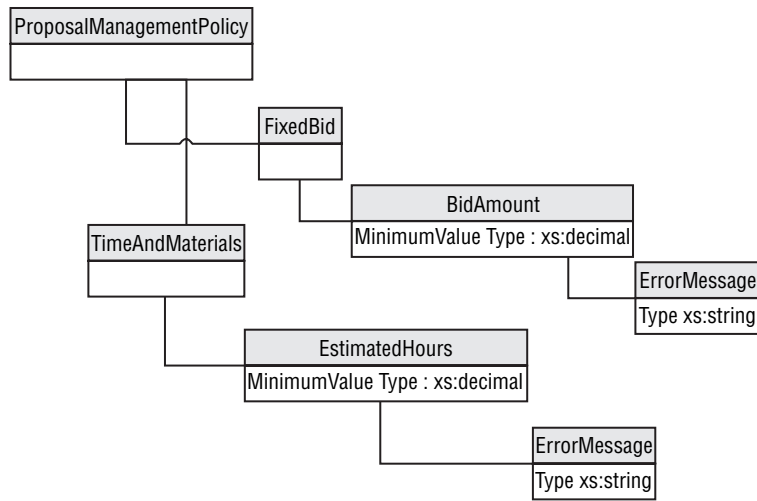 ProposalManagementPolicy
FixedBid
BidAmount
MinimumValue Type : xs:decimal
TimeAndMaterials
ErrorMessage
Type xs:string
EstimatedHours
MinimumValue Type : xs:decimal
ErrorMessage
Type xs:string